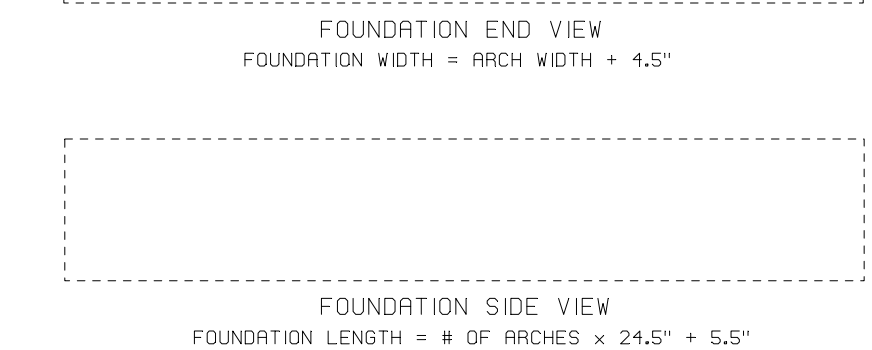 FOUNDATION END VIEW
FOUNDATION WIDTH = ARCH WIDTH + 4.5"
FOUNDATION SIDE VIEW
FOUNDATION LENGTH = # OF ARCHES x 24.5" + 5.5"